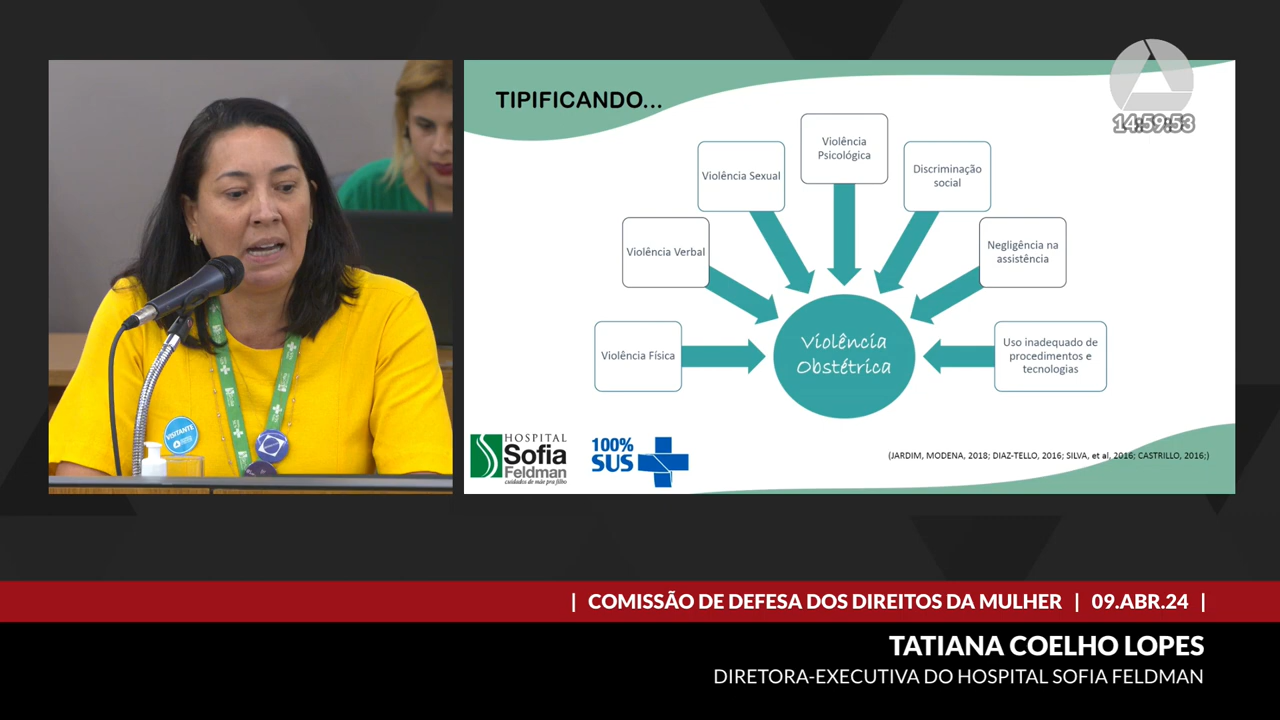 TIPIFICANDO...
14:59:53
Violência
Psicológica
Violência Sexual
Discriminação
social
Violência Verbal
Negligência na
assistência
Violência Física
Violência
Obstétrica
Uso inadequado de
procedimentos e
tecnologias
HOSPITAL
Sofia
Feldman
cuidados de mãe pra filho
100%
SUS
(JARDIM, MODENA, 2018; DIAZ-TELLO, 2016; SILVA, et al, 2016; CASTRILLO, 2016;)
VISITANTE
| COMISSÃO DE DEFESA DOS DIREITOS DA MULHER | 09.ABR.24 |
TATIANA COELHO LOPES
DIRETORA-EXECUTIVA DO HOSPITAL SOFIA FELDMAN